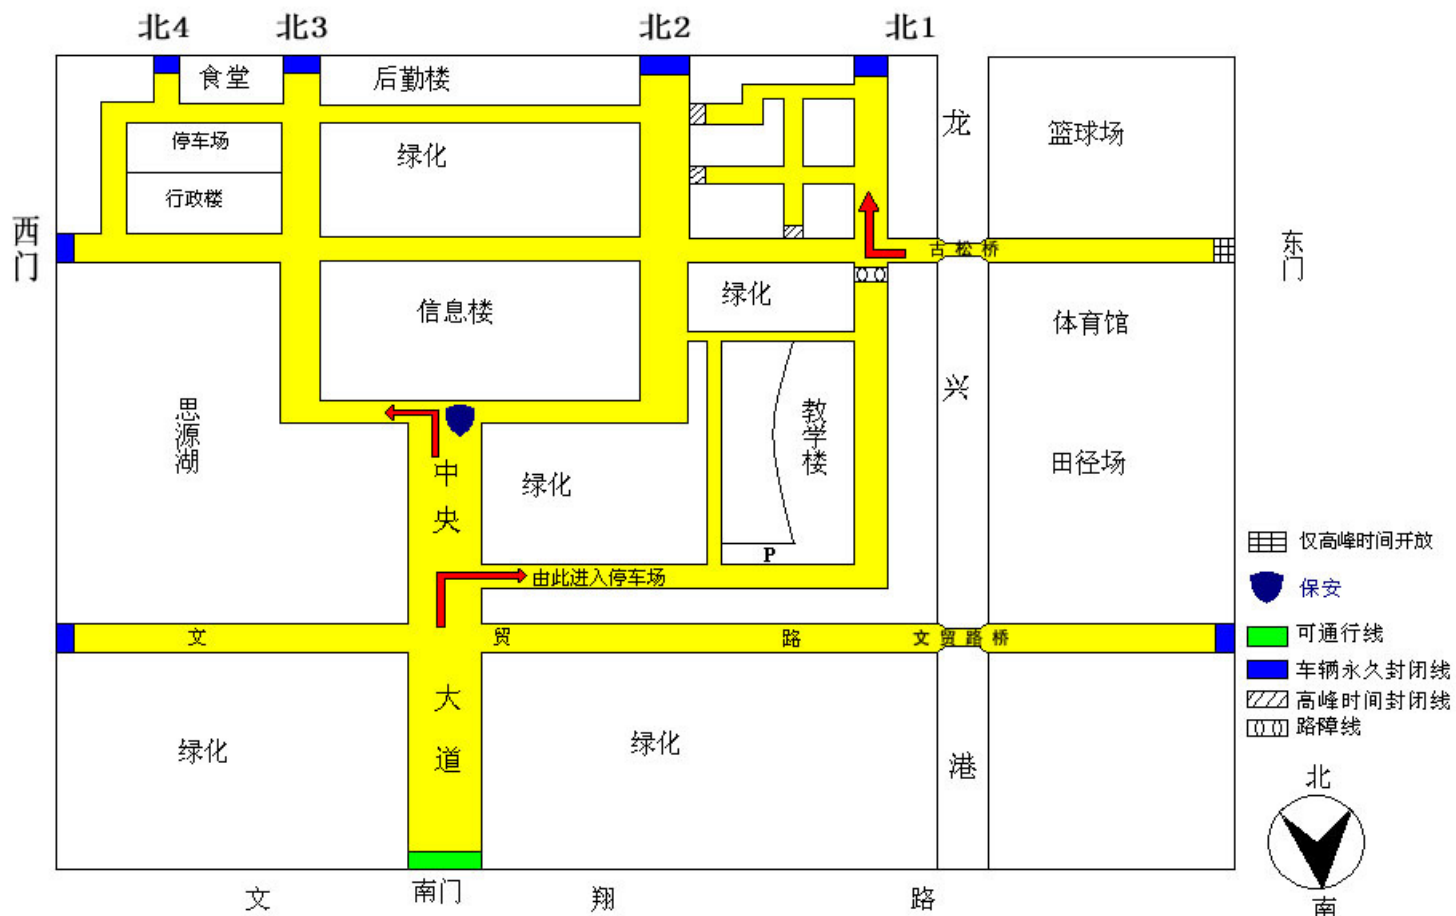 北4 北3 北2 北1
食堂 后勤楼
龙 篮球场
停车场 绿化
行政楼
西门
古松桥 东门
绿化
信息楼 体育馆
兴
思源湖 教学楼
田径场
中央 绿化
仅高峰时间开放
P
由此进入停车场
保安
文 贸 路 文贸路桥 可通行线
车辆永久封闭线
大道 高峰时间封闭线
路障线
绿化 绿化 港
北
南门
文 翔 路 南